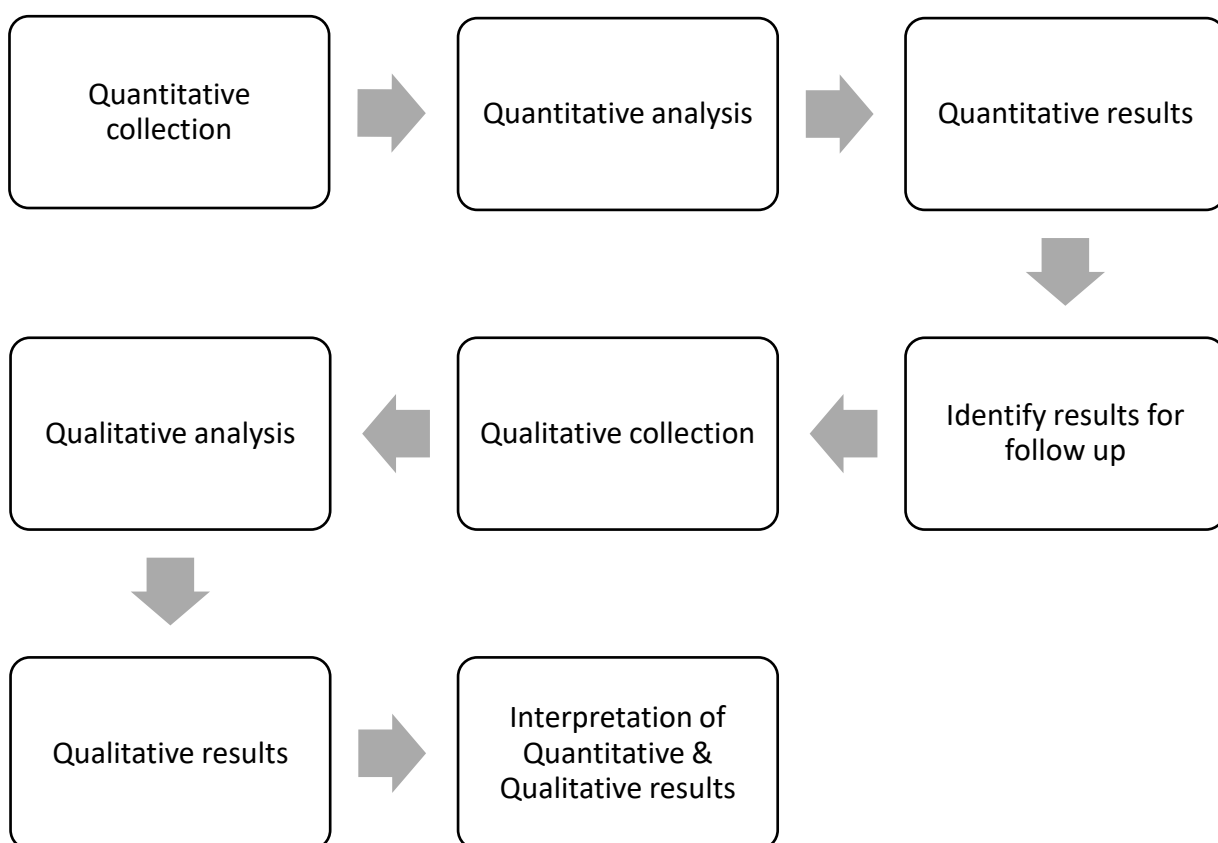 Quantitative
collection
Quantitative analysis
Quantitative results
Identify results for
follow up
Qualitative collection
Qualitative analysis
Qualitative results
Interpretation of
Quantitative &
Qualitative results